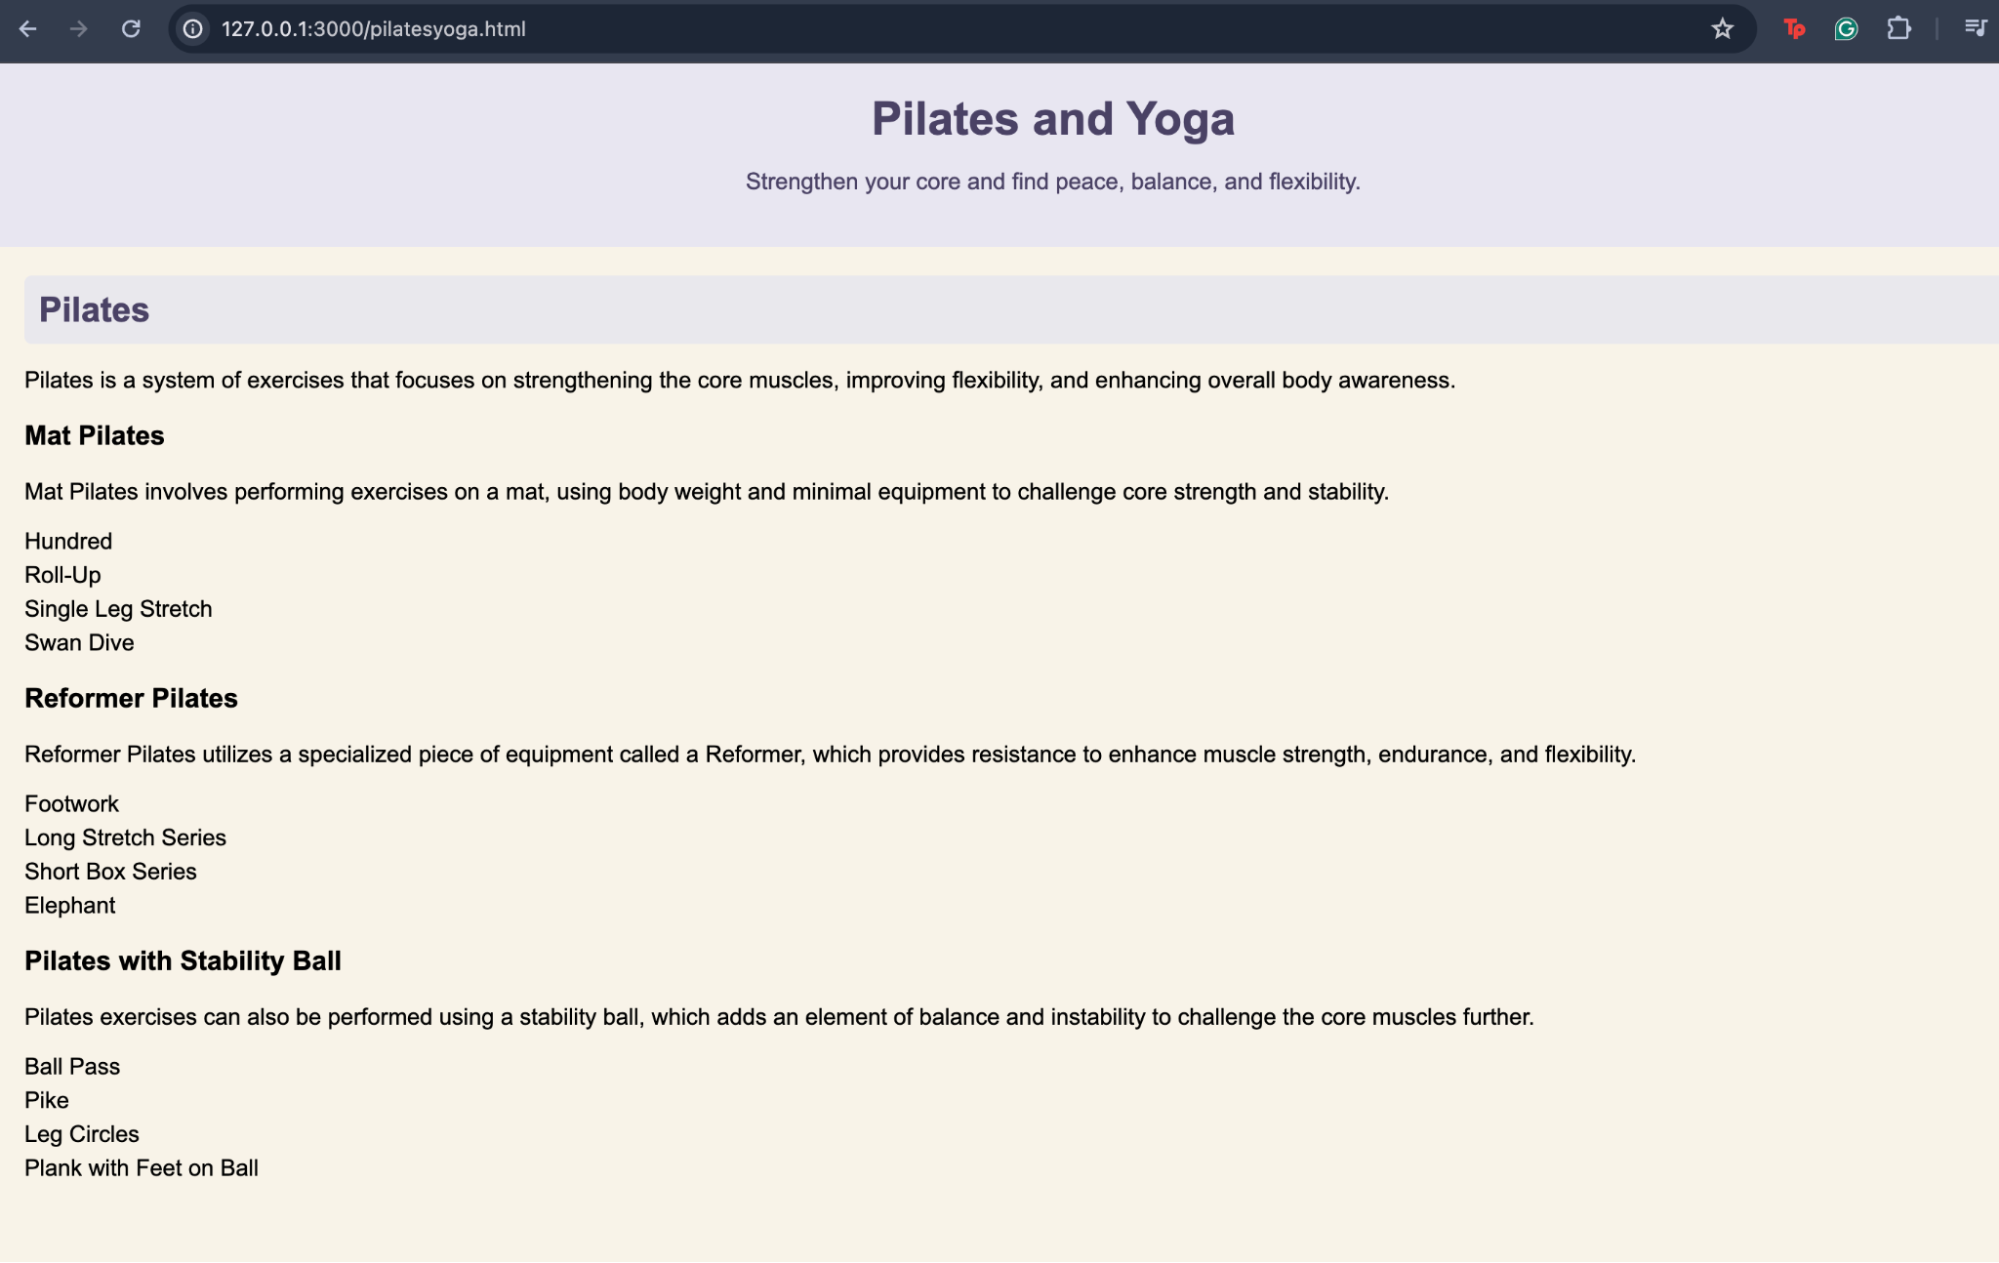 127.0.0.1:3000/pilatesyoga.html
Tp
G
Pilates and Yoga
Strengthen your core and find peace, balance, and flexibility.
Pilates
Pilates is a system of exercises that focuses on strengthening the core muscles, improving flexibility, and enhancing overall body awareness.
Mat Pilates
Mat Pilates involves performing exercises on a mat, using body weight and minimal equipment to challenge core strength and stability.
Hundred
Roll-Up
Single Leg Stretch
Swan Dive
Reformer Pilates
Reformer Pilates utilizes a specialized piece of equipment called a Reformer, which provides resistance to enhance muscle strength, endurance, and flexibility.
Footwork
Long Stretch Series
Short Box Series
Elephant
Pilates with Stability Ball
Pilates exercises can also be performed using a stability ball, which adds an element of balance and instability to challenge the core muscles further.
Ball Pass
Pike
Leg Circles
Plank with Feet on Ball